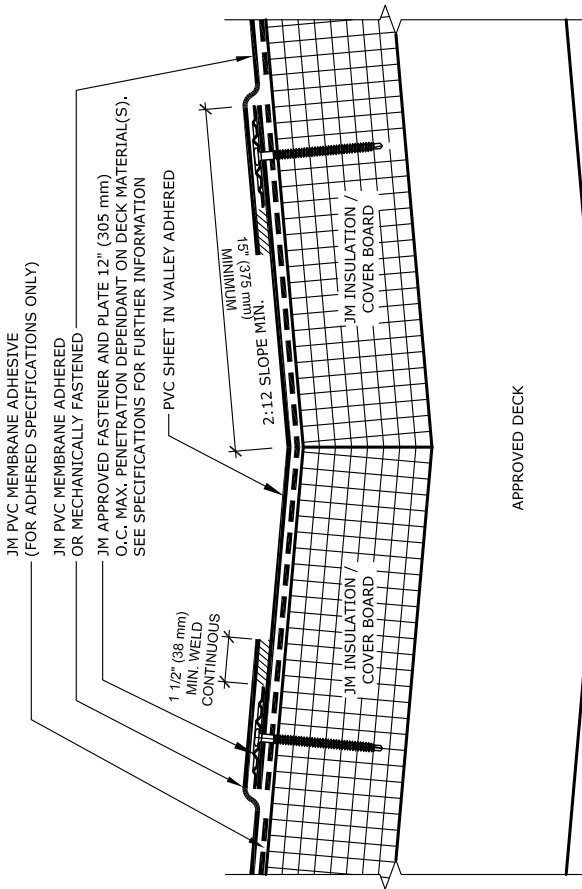 JM PVC MEMBRANE ADHESIVE
(FOR ADHERED SPECIFICATIONS ONLY)
JM PVC MEMBRANE ADHERED
OR MECHANICALLY FASTENED
JM APPROVED FASTENER AND PLATE 12" (305 mm)
O.C. MAX. PENETRATION DEPENDANT ON DECK MATERIAL(S).
SEE SPECIFICATIONS FOR FURTHER INFORMATION
PVC SHEET IN VALLEY ADHERED
1 1/2" (38 mm)
MIN. WELD
CONTINUOUS
15" (375 mm)
MINIMUM
2:12 SLOPE MIN.
JM INSULATION /
COVER BOARD
JM INSULATION /
COVER BOARD
APPROVED DECK